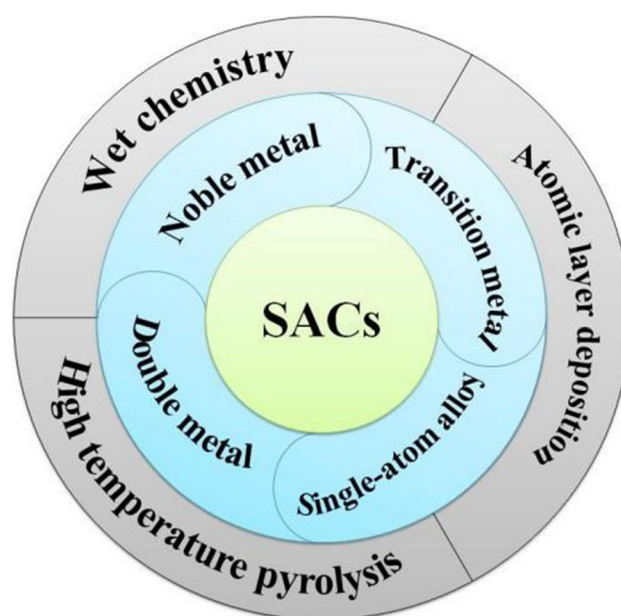 Wet chemistry
Atomic layer deposition
High temperature pyrolysis
Noble metal
Transition metal
Single-atom alloy
Double metal
SACs